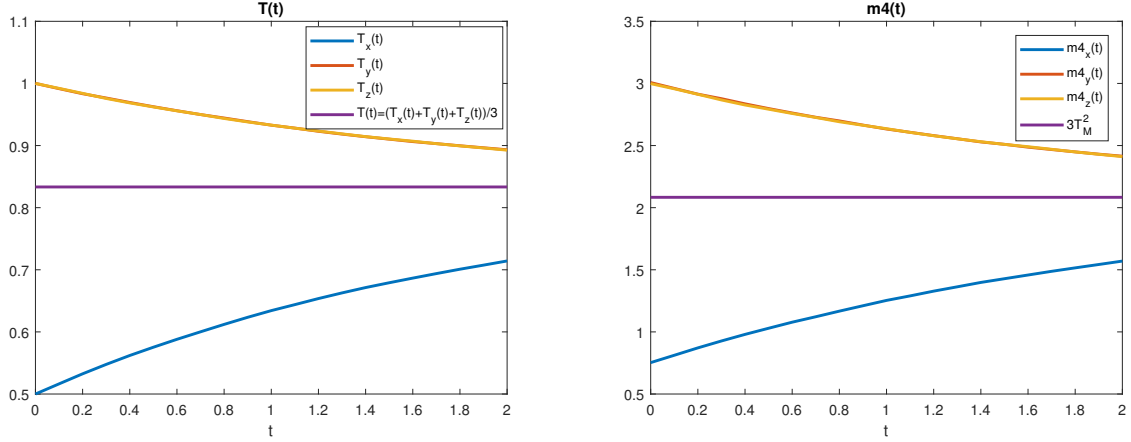 T(t)
1.1
1
0.9
0.8
0.7
0.6
0.5
0 0.2 0.4 0.6 0.8 1 1.2 1.4 1.6 1.8 2
t
T_x(t)
T_y(t)
T_z(t)
T(t)=(T_x(t)+T_y(t)+T_z(t))/3
m4(t)
3.5
3
2.5
2
1.5
1
0.5
0 0.2 0.4 0.6 0.8 1 1.2 1.4 1.6 1.8 2
t
m4_x(t)
m4_y(t)
m4_z(t)
3T_M^2